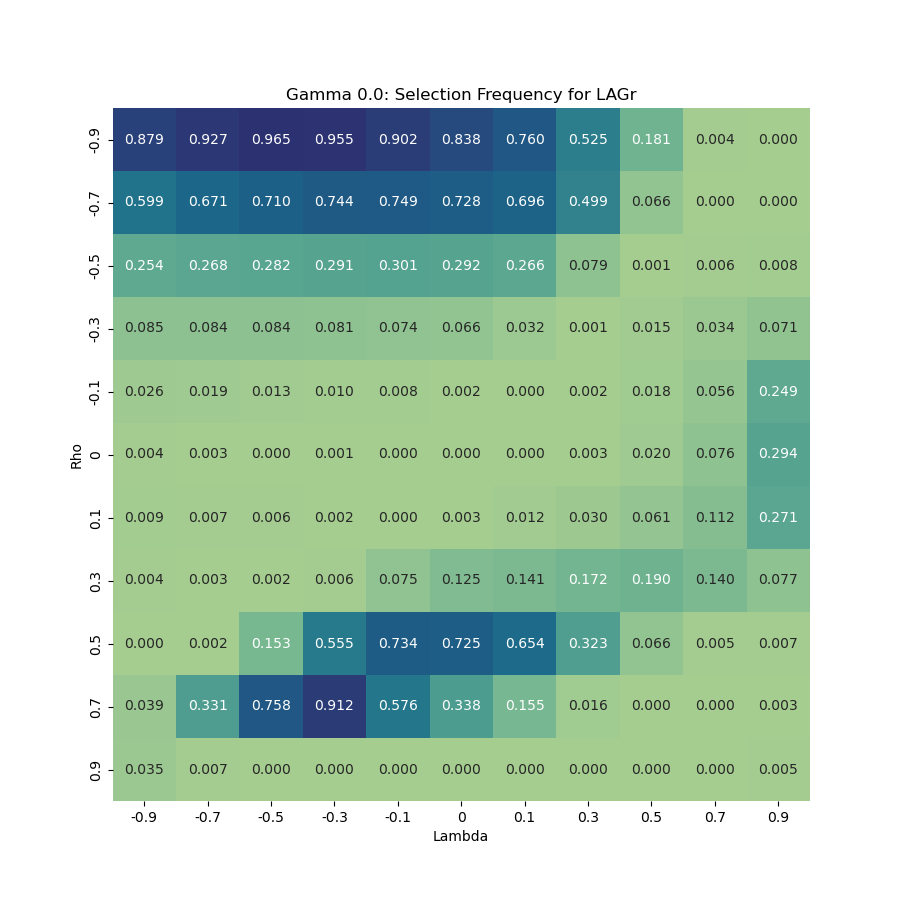 Gamma 0.0: Selection Frequency for LAGr
-0.9 0.879 0.927 0.965 0.955 0.902 0.838 0.760 0.525 0.181 0.004 0.000
-0.7 0.599 0.671 0.710 0.744 0.749 0.728 0.696 0.499 0.066 0.000 0.000
-0.5 0.254 0.268 0.282 0.291 0.301 0.292 0.266 0.079 0.001 0.006 0.008
-0.3 0.085 0.084 0.084 0.081 0.074 0.066 0.032 0.001 0.015 0.034 0.071
-0.1 0.026 0.019 0.013 0.010 0.008 0.002 0.000 0.002 0.018 0.056 0.249
Rho
0 0.004 0.003 0.000 0.001 0.000 0.000 0.000 0.003 0.020 0.076 0.294
0.1 0.009 0.007 0.006 0.002 0.000 0.003 0.012 0.030 0.061 0.112 0.271
0.3 0.004 0.003 0.002 0.006 0.075 0.125 0.141 0.172 0.190 0.140 0.077
0.5 0.000 0.002 0.153 0.555 0.734 0.725 0.654 0.323 0.066 0.005 0.007
0.7 0.039 0.331 0.758 0.912 0.576 0.338 0.155 0.016 0.000 0.000 0.003
0.9 0.035 0.007 0.000 0.000 0.000 0.000 0.000 0.000 0.000 0.000 0.005
-0.9 -0.7 -0.5 -0.3 -0.1 0 0.1 0.3 0.5 0.7 0.9
Lambda